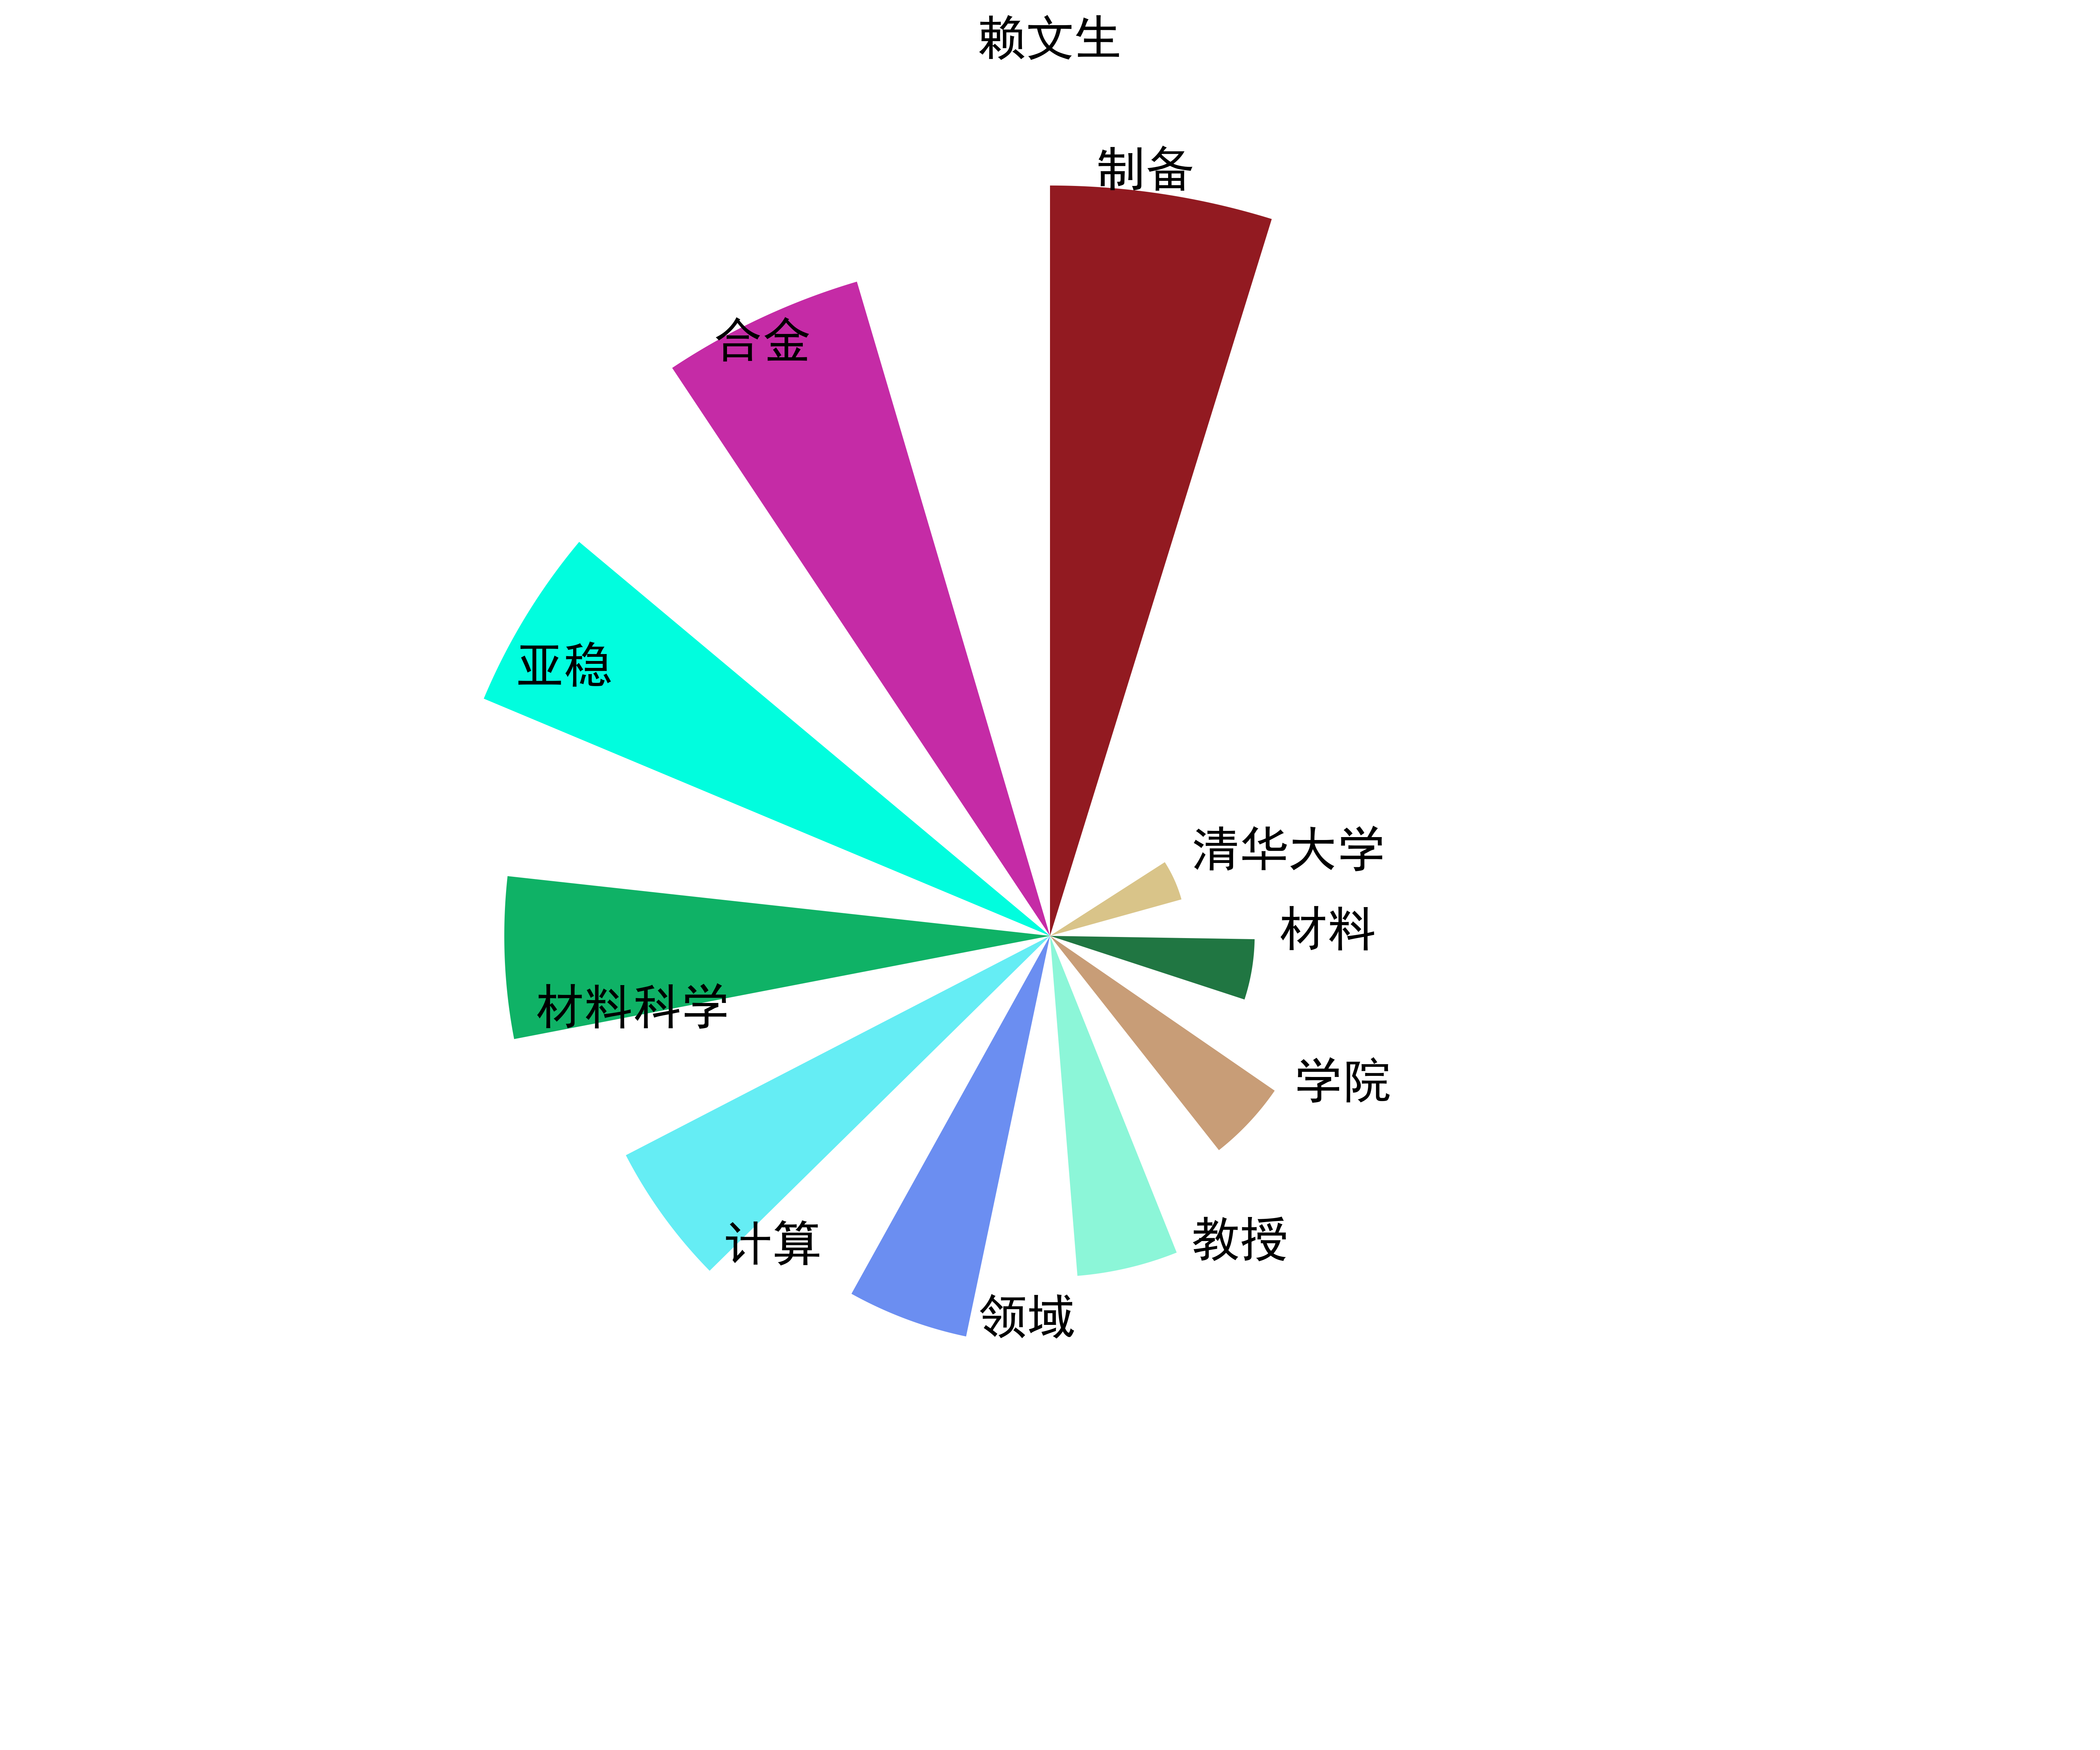 赖文生
制备
合金
亚稳
清华大学
材料
材料科学
学院
教授
计算
领域